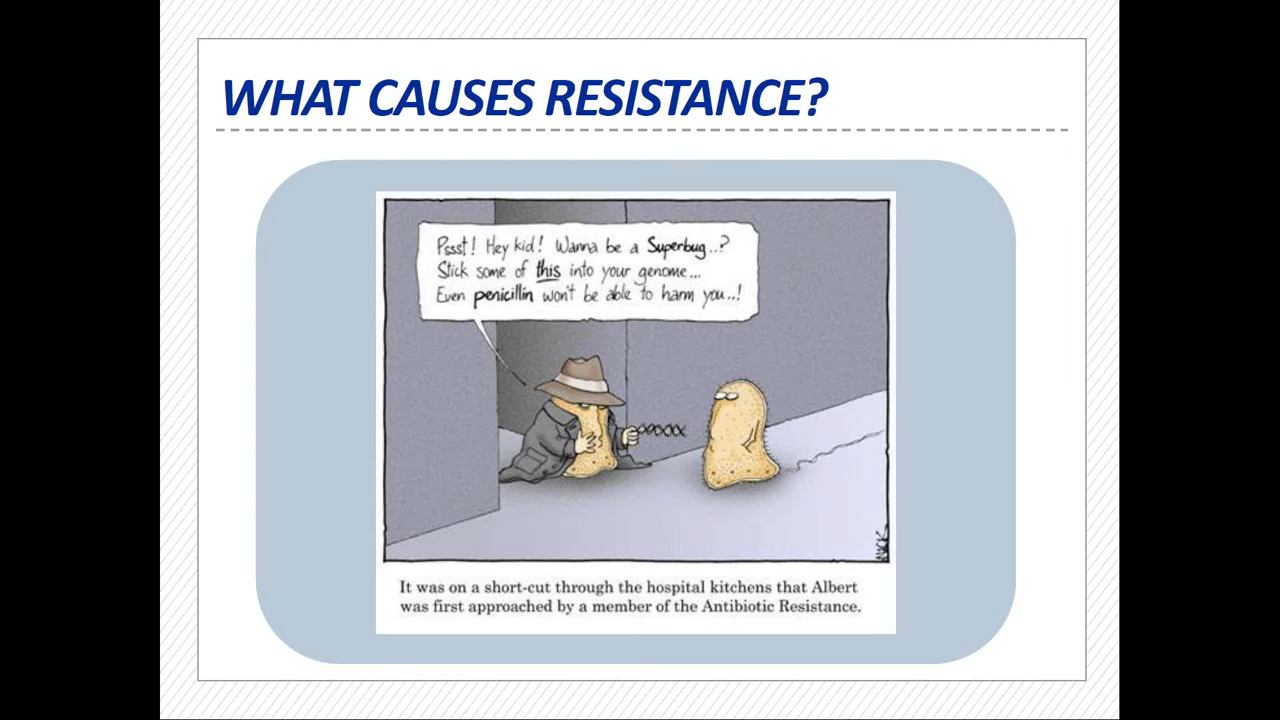 WHAT CAUSES RESISTANCE?
Pssst! Hey kid! Wanna be a Superbug..?
Stick some of this into your genome...
Even penicillin won't be able to harm you..!
NICK
It was on a short-cut through the hospital kitchens that Albert
was first approached by a member of the Antibiotic Resistance.